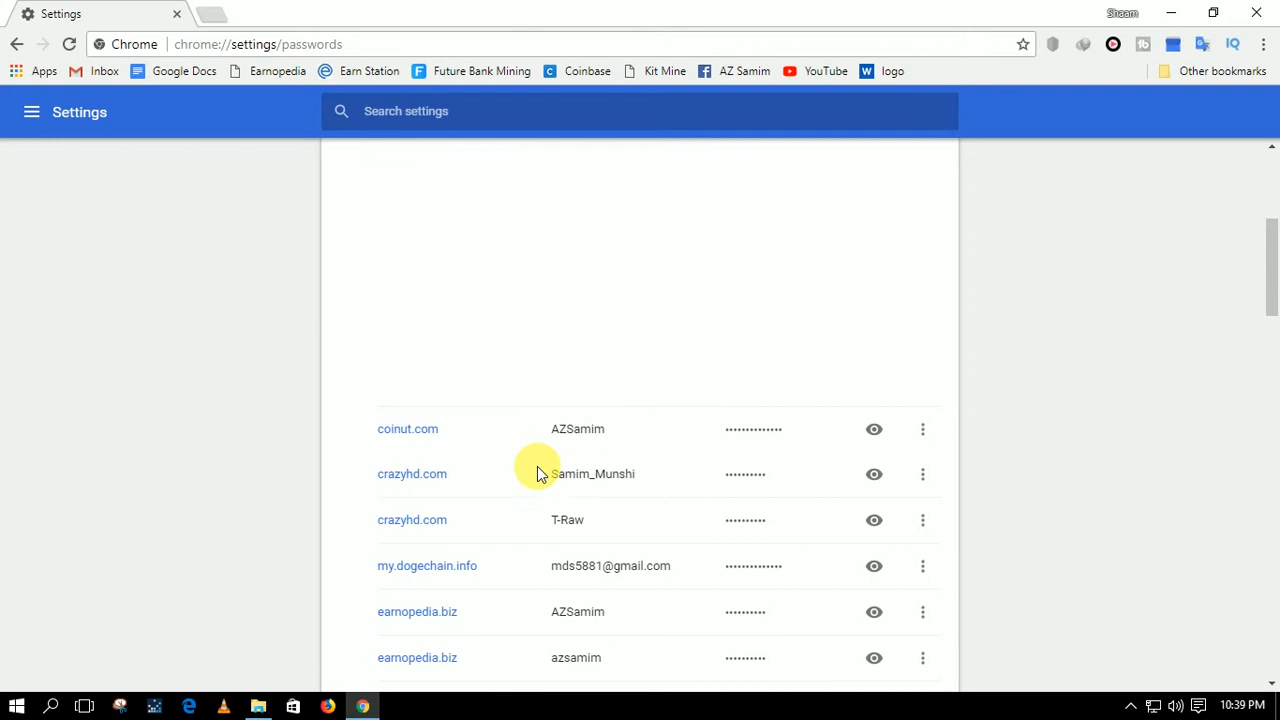 Settings
Shaam
Chrome chrome://settings/passwords
Apps Inbox Google Docs Earnopedia Earn Station Future Bank Mining Coinbase Kit Mine AZ Samim YouTube logo Other bookmarks
Settings Search settings
coinut.com AZSamim ••••••••••••••
crazyhd.com Samim_Munshi ••••••••••
crazyhd.com T-Raw ••••••••••
my.dogechain.info mds5881@gmail.com ••••••••••••••
earnopedia.biz AZSamim ••••••••••
earnopedia.biz azsamim ••••••••••
10:39 PM